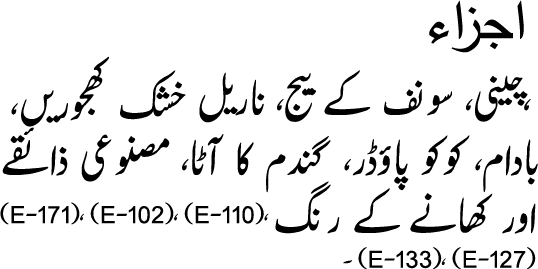 اجزاء
چینی، سونف کے بیج، ناریل خشک کھجوریں،
بادام، کوکو پاؤڈر، گندم کا آٹا، مصنوعی ذائقے
اور کھانے کے رنگ (E-110)، (E-102)، (E-171)،
(E-127)، (E-133) ۔